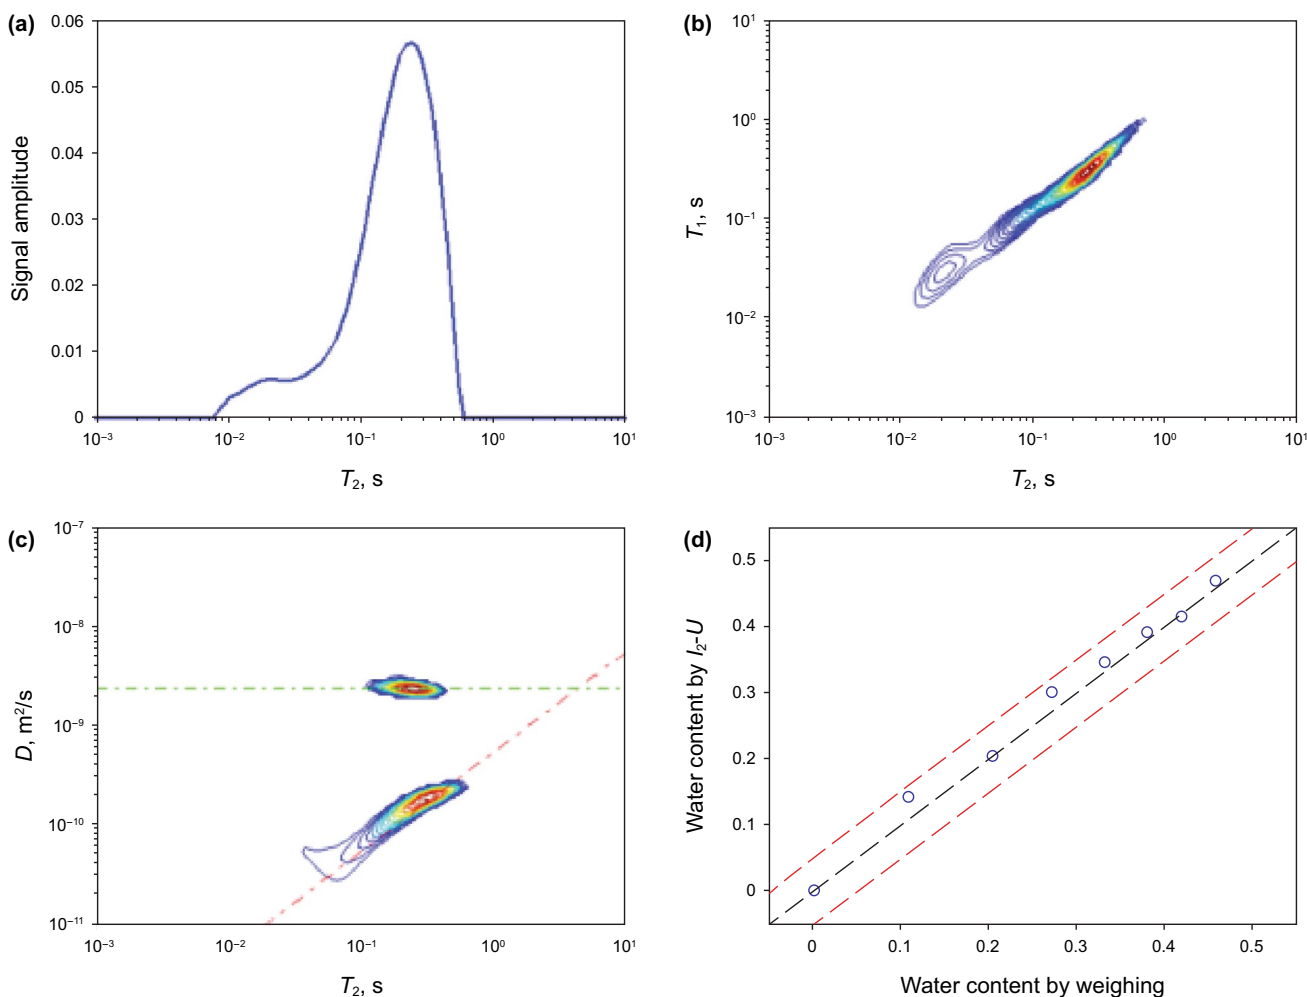 (a)
0.06
0.05
0.04
0.03
0.02
0.01
0
Signal amplitude
10⁻³ 10⁻² 10⁻¹ 10⁰ 10¹
T₂, s
(b)
10¹
10⁰
10⁻¹
10⁻²
10⁻³
T₁, s
10⁻³ 10⁻² 10⁻¹ 10⁰ 10¹
T₂, s
(c)
10⁻⁷
10⁻⁸
10⁻⁹
10⁻¹⁰
10⁻¹¹
D, m²/s
10⁻³ 10⁻² 10⁻¹ 10⁰ 10¹
T₂, s
(d)
0.5
0.4
0.3
0.2
0.1
0
Water content by I₂-U
0 0.1 0.2 0.3 0.4 0.5
Water content by weighing